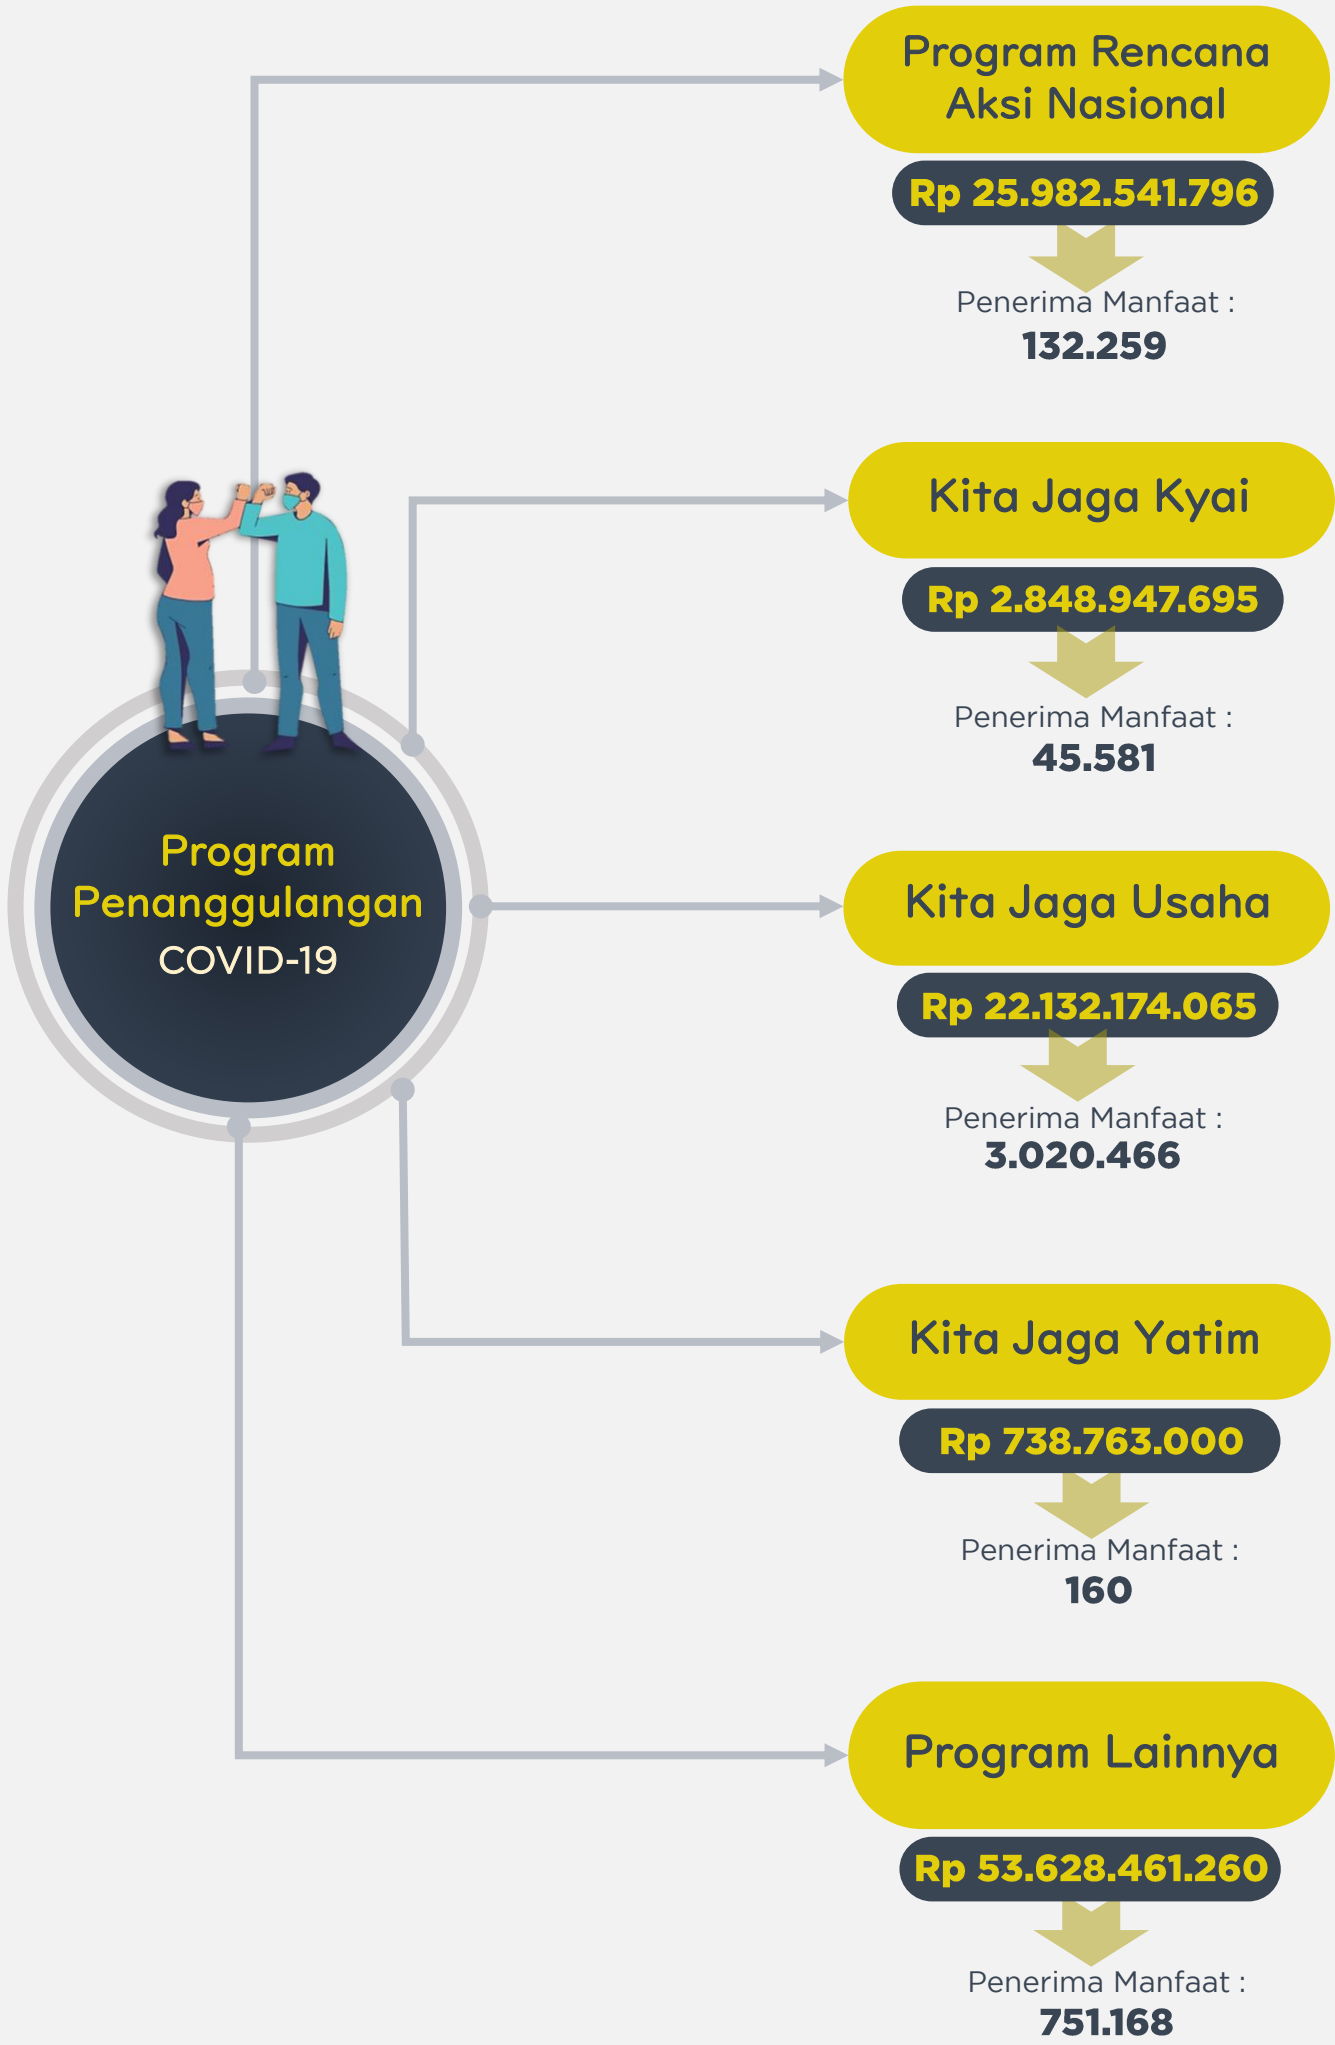 Program Rencana
Aksi Nasional
Rp 25.982.541.796
Penerima Manfaat :
132.259
Kita Jaga Kyai
Rp 2.848.947.695
Penerima Manfaat :
45.581
Program
Penanggulangan
COVID-19
Kita Jaga Usaha
Rp 22.132.174.065
Penerima Manfaat :
3.020.466
Kita Jaga Yatim
Rp 738.763.000
Penerima Manfaat :
160
Program Lainnya
Rp 53.628.461.260
Penerima Manfaat :
751.168